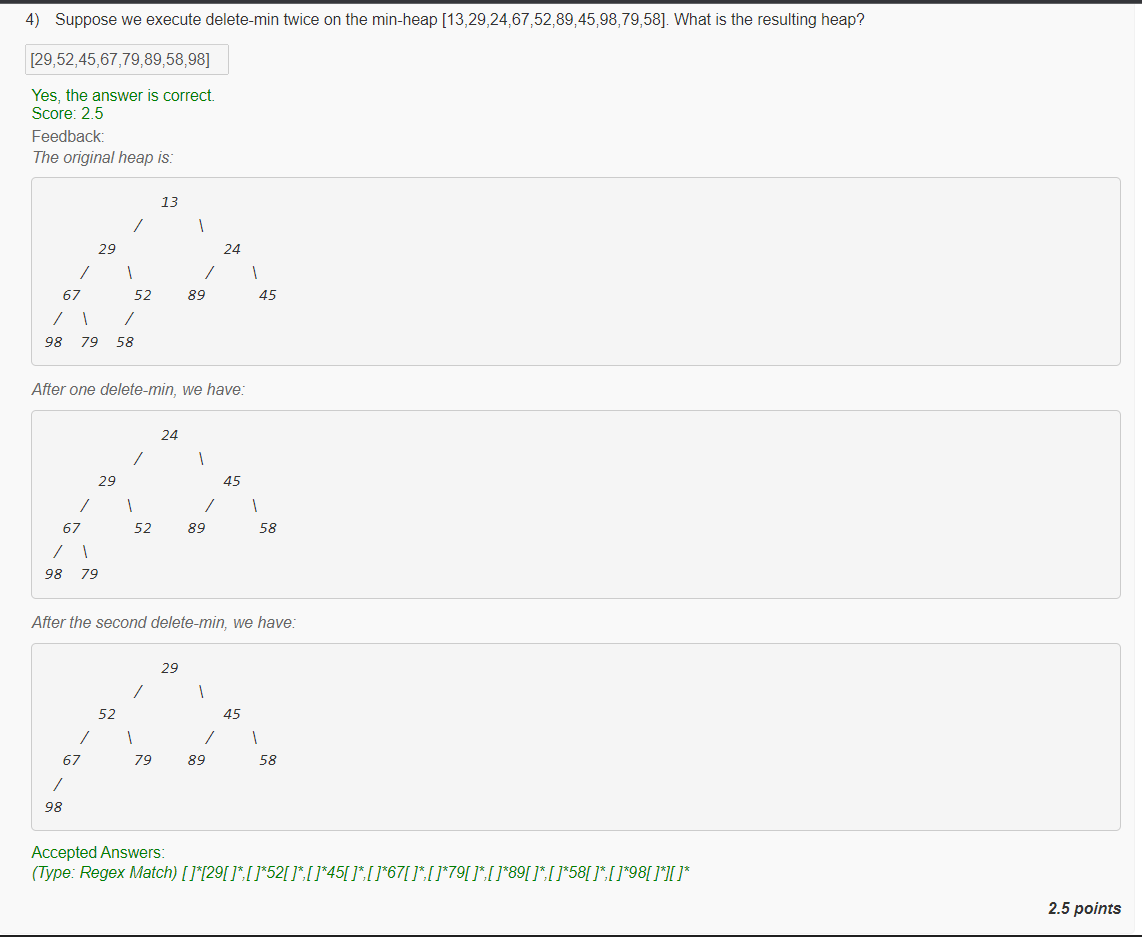 4) Suppose we execute delete-min twice on the min-heap [13,29,24,67,52,89,45,98,79,58]. What is the resulting heap?
[29,52,45,67,79,89,58,98]
Yes, the answer is correct.
Score: 2.5
Feedback:
The original heap is:
13
/ \
29 24
/ \ / \
67 52 89 45
/ \ /
98 79 58
After one delete-min, we have:
24
/ \
29 45
/ \ / \
67 52 89 58
/ \
98 79
After the second delete-min, we have:
29
/ \
52 45
/ \ / \
67 79 89 58
/
98
Accepted Answers:
(Type: Regex Match) [ ]*[29[ ]*,[ ]*52[ ]*,[ ]*45[ ]*,[ ]*67[ ]*,[ ]*79[ ]*,[ ]*89[ ]*,[ ]*58[ ]*,[ ]*98[ ]*][ ]*
2.5 points